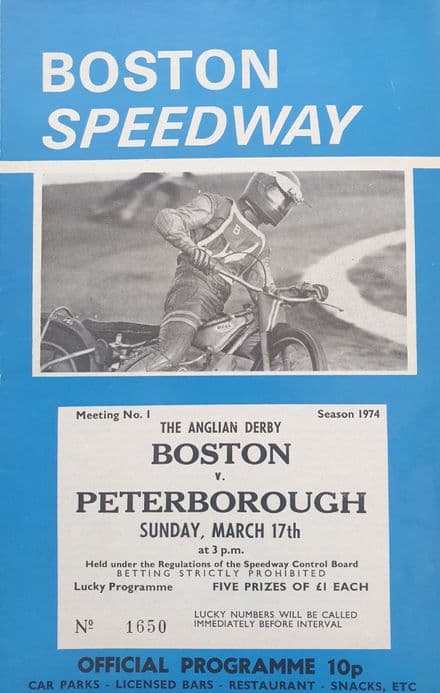 BOSTON
SPEEDWAY
Meeting No. 1 Season 1974
THE ANGLIAN DERBY
BOSTON
v.
PETERBOROUGH
SUNDAY, MARCH 17th
at 3 p.m.
Held under the Regulations of the Speedway Control Board
BETTING STRICTLY PROHIBITED
Lucky Programme FIVE PRIZES OF £1 EACH
Nº 1650 LUCKY NUMBERS WILL BE CALLED
IMMEDIATELY BEFORE INTERVAL
OFFICIAL PROGRAMME 10p
CAR PARKS - LICENSED BARS - RESTAURANT - SNACKS, ETC